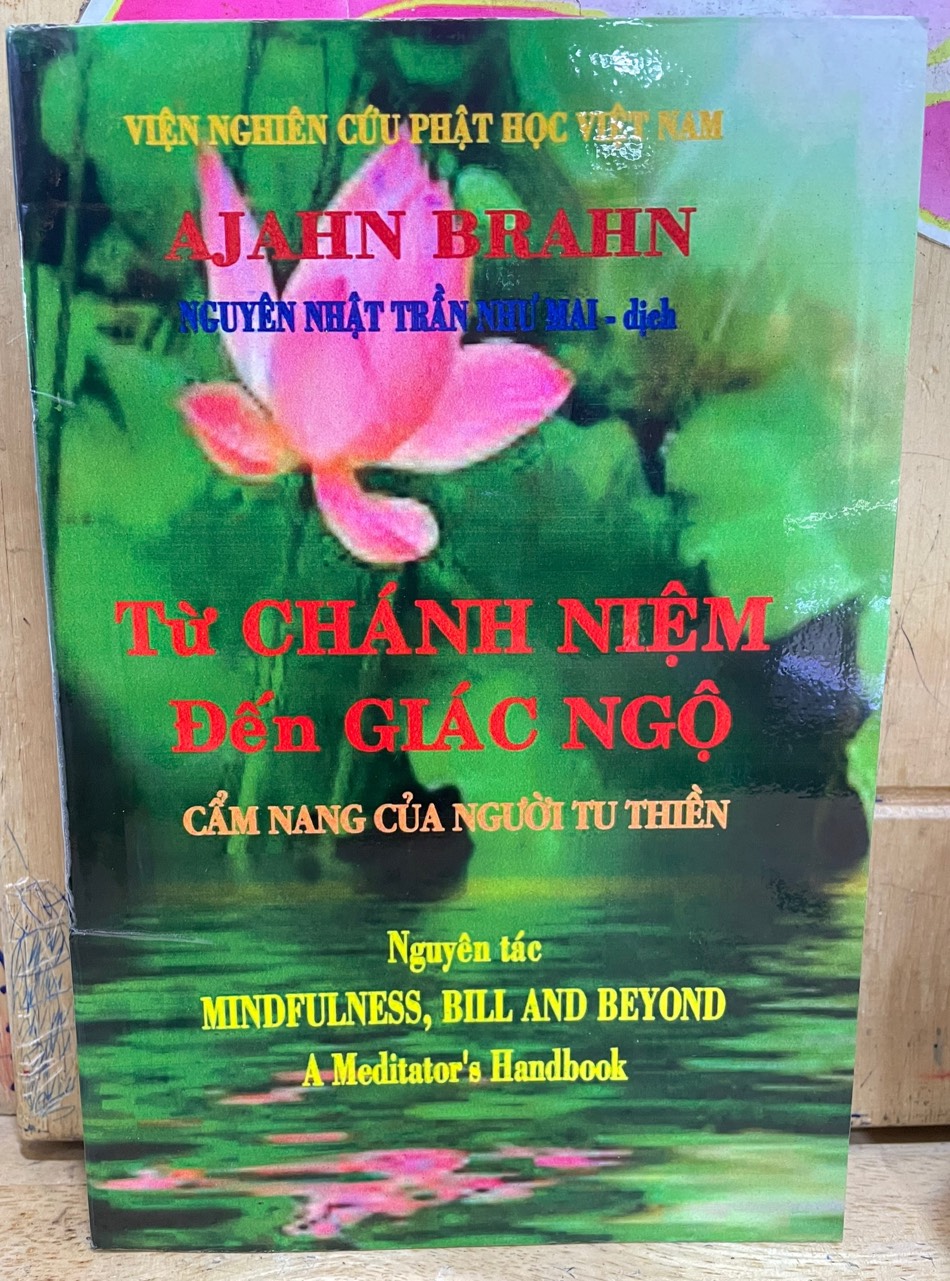 VIỆN NGHIÊN CỨU PHẬT HỌC VIỆT NAM
AJAHN BRAHN
NGUYÊN NHẬT TRẦN NHƯ MAI - dịch
Từ CHÁNH NIỆM
Đến GIÁC NGỘ
CẨM NANG CỦA NGƯỜI TU THIỀN
Nguyên tác
MINDFULNESS, BILL AND BEYOND
A Meditator's Handbook